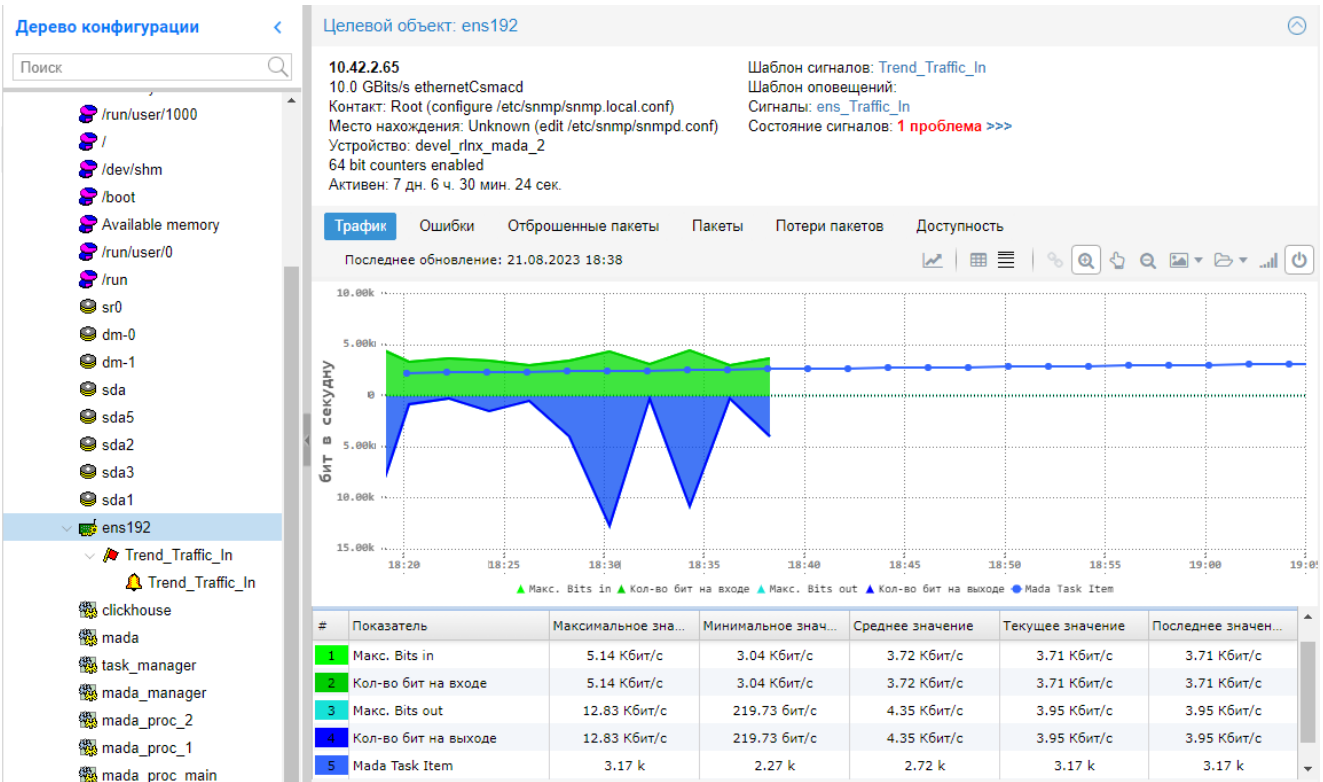 Дерево конфигурации
Поиск
/run/user/1000
/
/dev/shm
/boot
Available memory
/run/user/0
/run
sr0
dm-0
dm-1
sda
sda5
sda2
sda3
sda1
ens192
Trend_Traffic_In
Trend_Traffic_In
clickhouse
mada
task_manager
mada_manager
mada_proc_2
mada_proc_1
mada_proc_main
Целевой объект: ens192
10.42.2.65
10.0 GBits/s ethernetCsmacd
Контакт: Root (configure /etc/snmp/snmp.local.conf)
Место нахождения: Unknown (edit /etc/snmp/snmpd.conf)
Устройство: devel_rlnx_mada_2
64 bit counters enabled
Активен: 7 дн. 6 ч. 30 мин. 24 сек.
Шаблон сигналов: Trend_Traffic_In
Шаблон оповещений:
Сигналы: ens_Traffic_In
Состояние сигналов: 1 проблема >>>
Трафик Ошибки Отброшенные пакеты Пакеты Потери пакетов Доступность
Последнее обновление: 21.08.2023 18:38
бит в секудну
10.00k
5.00k
0
5.00k
10.00k
15.00k
18:20 18:25 18:30 18:35 18:40 18:45 18:50 18:55 19:00 19:05
Макс. Bits in Кол-во бит на входе Макс. Bits out Кол-во бит на выходе Mada Task Item
# Показатель Максимальное зна... Минимальное знач... Среднее значение Текущее значение Последнее значен...
1 Макс. Bits in 5.14 Кбит/с 3.04 Кбит/с 3.72 Кбит/с 3.71 Кбит/с 3.71 Кбит/с
2 Кол-во бит на входе 5.14 Кбит/с 3.04 Кбит/с 3.72 Кбит/с 3.71 Кбит/с 3.71 Кбит/с
3 Макс. Bits out 12.83 Кбит/с 219.73 бит/с 4.35 Кбит/с 3.95 Кбит/с 3.95 Кбит/с
4 Кол-во бит на выходе 12.83 Кбит/с 219.73 бит/с 4.35 Кбит/с 3.95 Кбит/с 3.95 Кбит/с
5 Mada Task Item 3.17 k 2.27 k 2.72 k 3.17 k 3.17 k